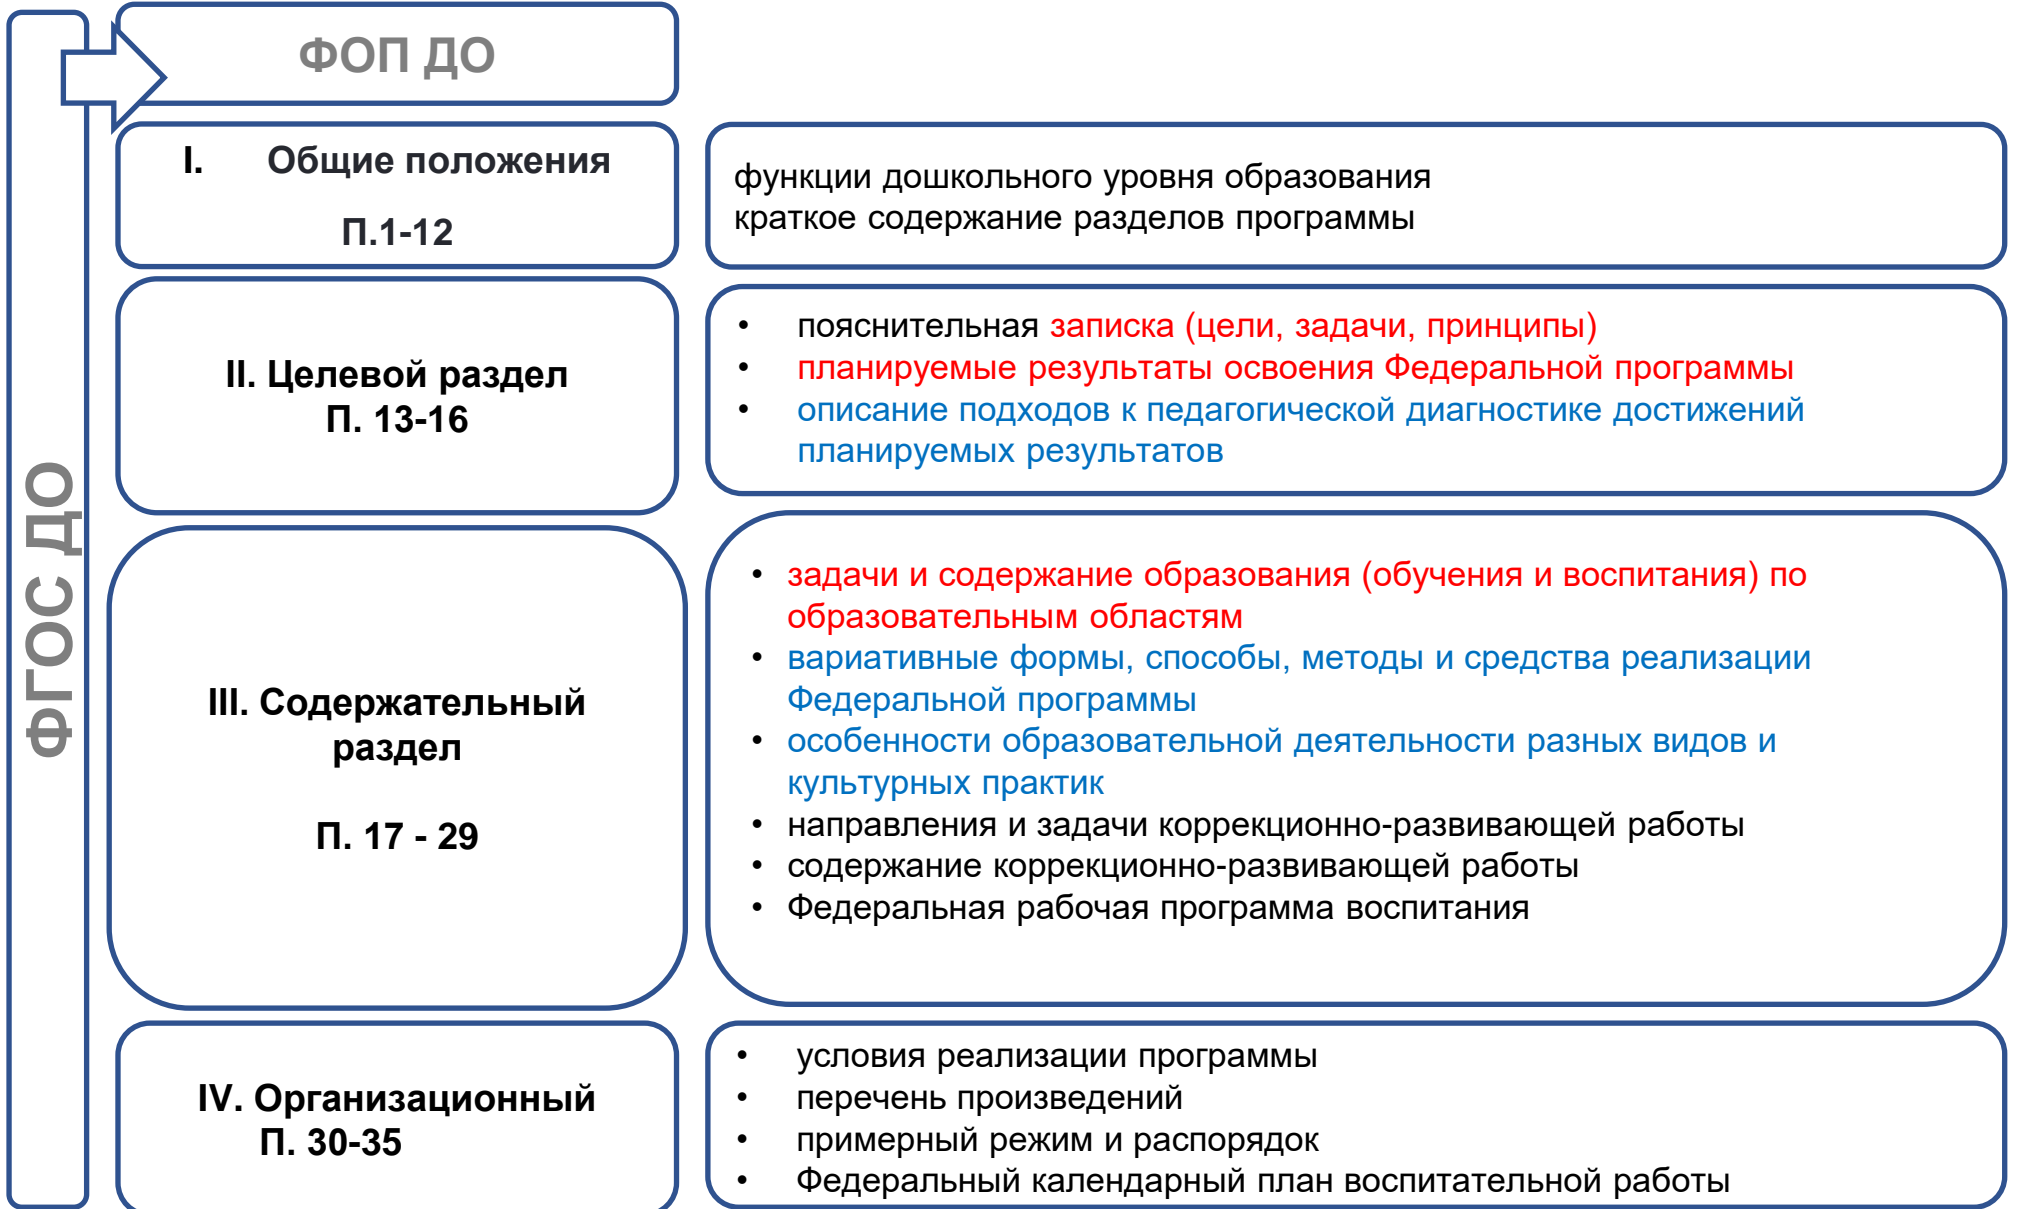 ФГОС ДО
ФОП ДО
I. Общие положения
П.1-12
функции дошкольного уровня образования
краткое содержание разделов программы
II. Целевой раздел
П. 13-16
• пояснительная записка (цели, задачи, принципы)
• планируемые результаты освоения Федеральной программы
• описание подходов к педагогической диагностике достижений
планируемых результатов
III. Содержательный
раздел
П. 17 - 29
• задачи и содержание образования (обучения и воспитания) по
образовательным областям
• вариативные формы, способы, методы и средства реализации
Федеральной программы
• особенности образовательной деятельности разных видов и
культурных практик
• направления и задачи коррекционно-развивающей работы
• содержание коррекционно-развивающей работы
• Федеральная рабочая программа воспитания
IV. Организационный
П. 30-35
• условия реализации программы
• перечень произведений
• примерный режим и распорядок
• Федеральный календарный план воспитательной работы